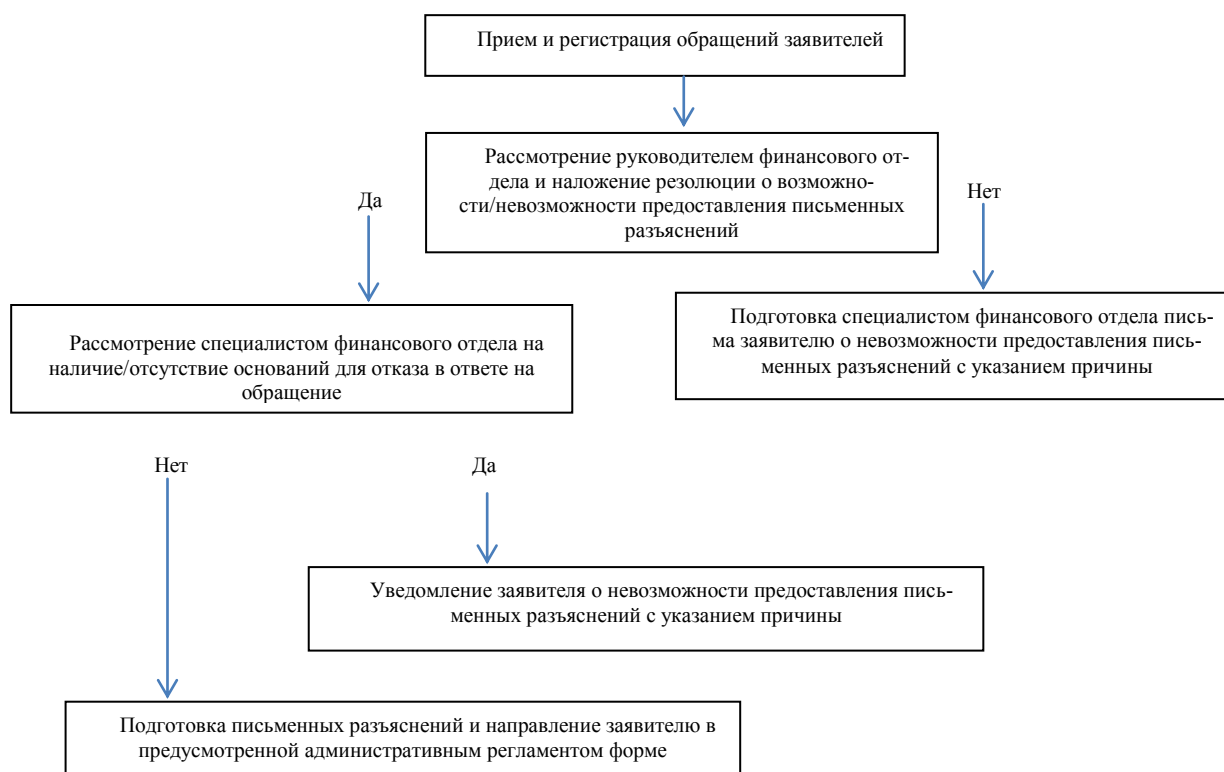 Прием и регистрация обращений заявителей
Рассмотрение руководителем финансового от-
дела и наложение резолюции о возможно-
сти/невозможности предоставления письменных
разъяснений
Да
Нет
Рассмотрение специалистом финансового отдела на
наличие/отсутствие оснований для отказа в ответе на
обращение
Подготовка специалистом финансового отдела пись-
ма заявителю о невозможности предоставления пись-
менных разъяснений с указанием причины
Нет
Да
Уведомление заявителя о невозможности предоставления пись-
менных разъяснений с указанием причины
Подготовка письменных разъяснений и направление заявителю в
предусмотренной административным регламентом форме